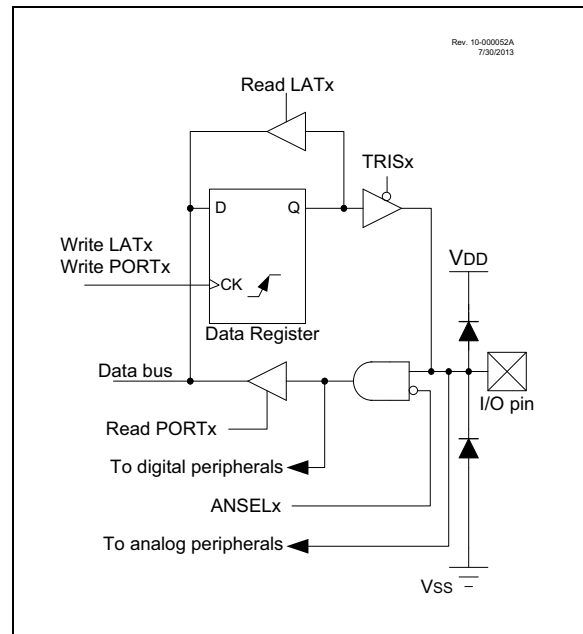 Rev. 10-000052A
7/30/2013
Read LATx
TRISx
D
Q
Write LATx
Write PORTx
CK
VDD
Data Register
Data bus
I/O pin
Read PORTx
To digital peripherals
ANSELx
To analog peripherals
VSS